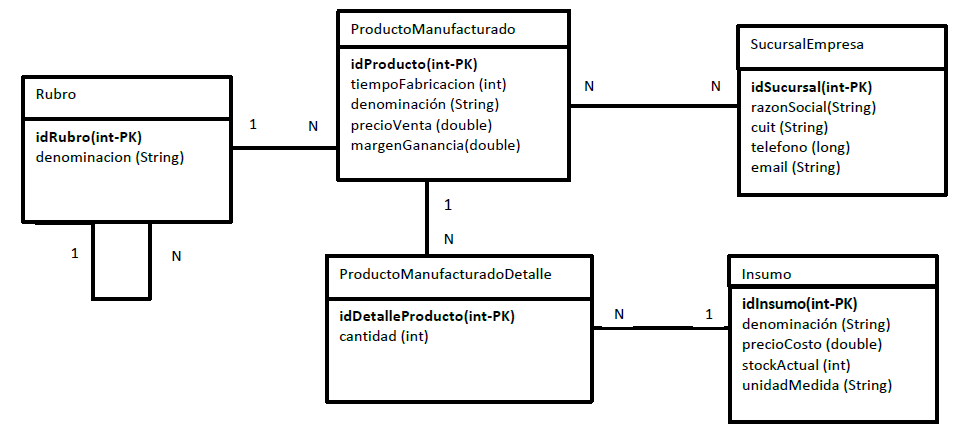 ProductoManufacturado
idProducto(int-PK)
tiempoFabricacion (int)
denominación (String)
precioVenta (double)
margenGanancia(double)
SucursalEmpresa
idSucursal(int-PK)
razonSocial(String)
cuit (String)
telefono (long)
email (String)
Rubro
idRubro(int-PK)
denominacion (String)
1
N
N
N
1
N
1
N
ProductoManufacturadoDetalle
idDetalleProducto(int-PK)
cantidad (int)
N
1
Insumo
idInsumo(int-PK)
denominación (String)
precioCosto (double)
stockActual (int)
unidadMedida (String)